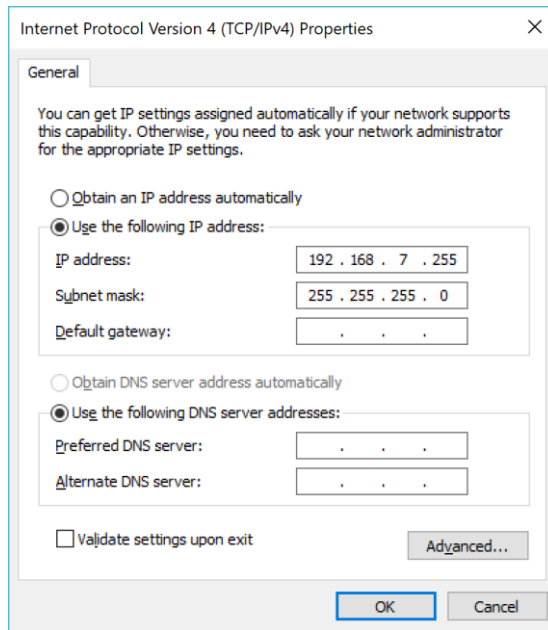 Internet Protocol Version 4 (TCP/IPv4) Properties
General
You can get IP settings assigned automatically if your network supports
this capability. Otherwise, you need to ask your network administrator
for the appropriate IP settings.
Obtain an IP address automatically
Use the following IP address:
IP address: 192 . 168 . 7 . 255
Subnet mask: 255 . 255 . 255 . 0
Default gateway: . . .
Obtain DNS server address automatically
Use the following DNS server addresses:
Preferred DNS server: . . .
Alternate DNS server: . . .
Validate settings upon exit
Advanced...
OK Cancel